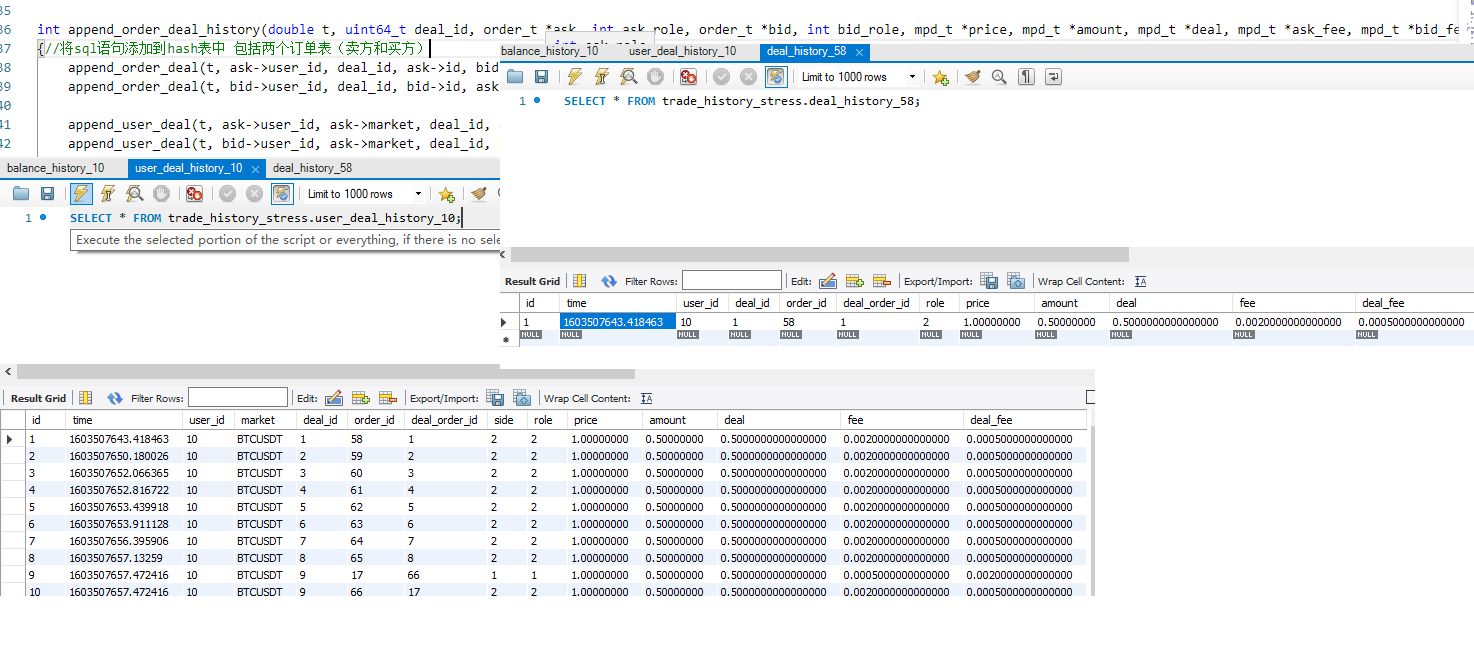 35
36 int append_order_deal_history(double t, uint64_t deal_id, order_t *ask, int ask_role, order_t *bid, int bid_role, mpd_t *price, mpd_t *amount, mpd_t *deal, mpd_t *ask_fee, mpd_t *bid_fe
37 {//将sql语句添加到hash表中 包括两个订单表（卖方和买方）
38 append_order_deal(t, ask->user_id, deal_id, ask->id, bid
39 append_order_deal(t, bid->user_id, deal_id, bid->id, ask
40
41 append_user_deal(t, ask->user_id, ask->market, deal_id,
42 append_user_deal(t, bid->user_id, ask->market, deal_id,
balance_history_10 user_deal_history_10 deal_history_58
Limit to 1000 rows
1 SELECT * FROM trade_history_stress.deal_history_58;
Result Grid Filter Rows: Edit: Export/Import: Wrap Cell Content:
id time user_id deal_id order_id deal_order_id role price amount deal fee deal_fee
1 1603507643.418463 10 1 58 1 2 1.00000000 0.50000000 0.5000000000000000 0.0020000000000000 0.0005000000000000
NULL NULL NULL NULL NULL NULL NULL NULL NULL NULL NULL NULL
balance_history_10 user_deal_history_10 deal_history_58
Limit to 1000 rows
1 SELECT * FROM trade_history_stress.user_deal_history_10;
Execute the selected portion of the script or everything, if there is no sele
Result Grid Filter Rows: Edit: Export/Import: Wrap Cell Content:
id time user_id market deal_id order_id deal_order_id side role price amount deal fee deal_fee
1 1603507643.418463 10 BTCUSDT 1 58 1 2 2 1.00000000 0.50000000 0.5000000000000000 0.0020000000000000 0.0005000000000000
2 1603507650.180026 10 BTCUSDT 2 59 2 2 2 1.00000000 0.50000000 0.5000000000000000 0.0020000000000000 0.0005000000000000
3 1603507652.066365 10 BTCUSDT 3 60 3 2 2 1.00000000 0.50000000 0.5000000000000000 0.0020000000000000 0.0005000000000000
4 1603507652.816722 10 BTCUSDT 4 61 4 2 2 1.00000000 0.50000000 0.5000000000000000 0.0020000000000000 0.0005000000000000
5 1603507653.439918 10 BTCUSDT 5 62 5 2 2 1.00000000 0.50000000 0.5000000000000000 0.0020000000000000 0.0005000000000000
6 1603507653.911128 10 BTCUSDT 6 63 6 2 2 1.00000000 0.50000000 0.5000000000000000 0.0020000000000000 0.0005000000000000
7 1603507656.395906 10 BTCUSDT 7 64 7 2 2 1.00000000 0.50000000 0.5000000000000000 0.0020000000000000 0.0005000000000000
8 1603507657.13259 10 BTCUSDT 8 65 8 2 2 1.00000000 0.50000000 0.5000000000000000 0.0020000000000000 0.0005000000000000
9 1603507657.472416 10 BTCUSDT 9 17 66 1 1 1.00000000 0.50000000 0.5000000000000000 0.0005000000000000 0.0020000000000000
10 1603507657.472416 10 BTCUSDT 9 66 17 2 2 1.00000000 0.50000000 0.5000000000000000 0.0020000000000000 0.0005000000000000